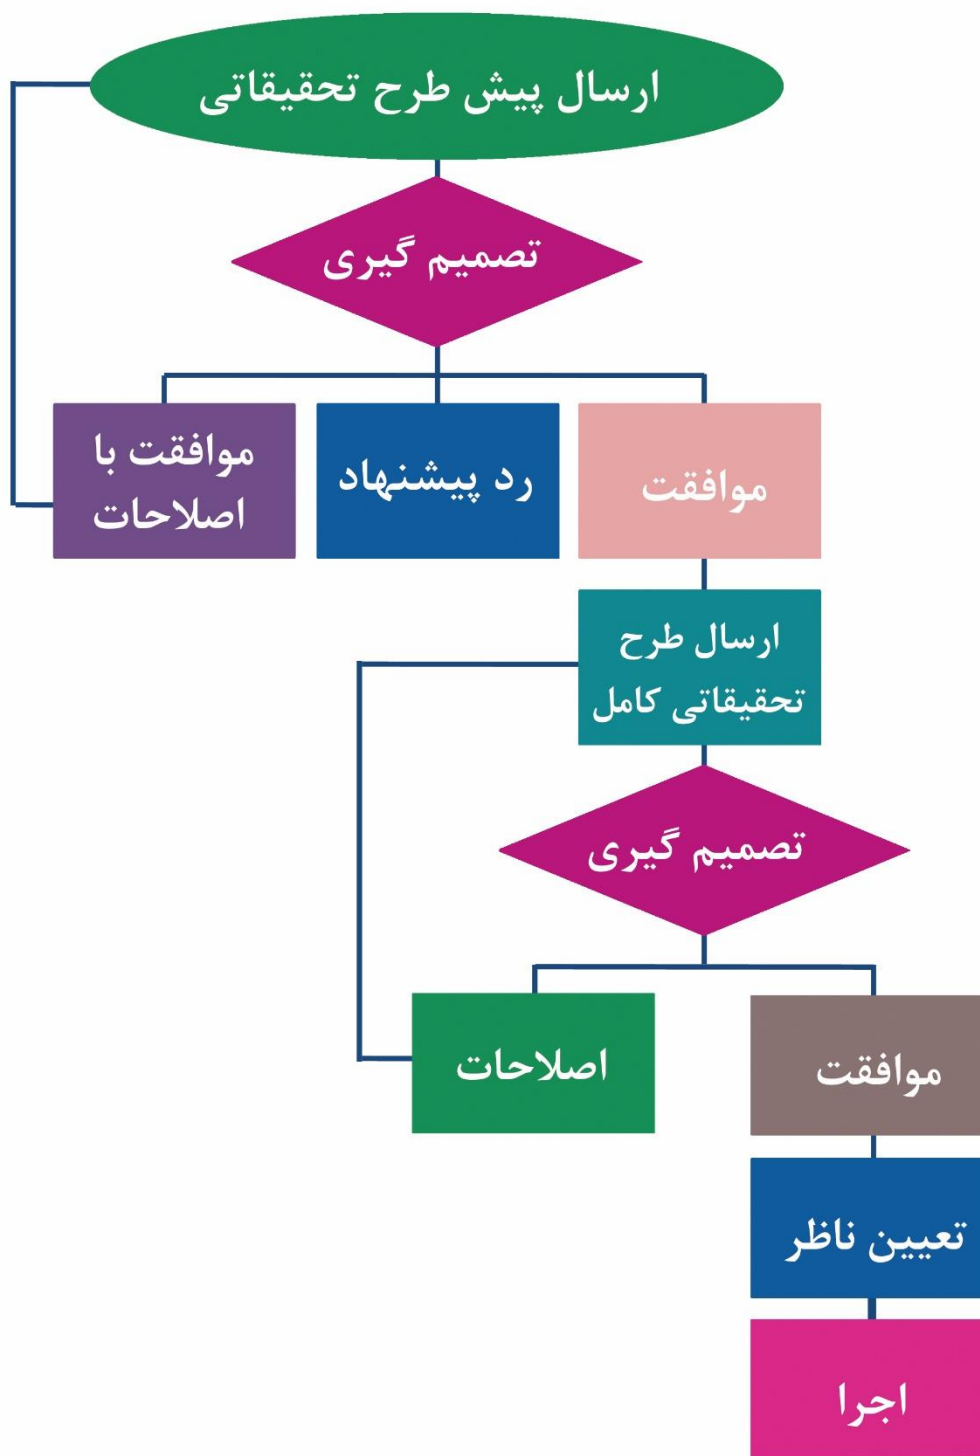 ارسال پیش طرح تحقیقاتی
تصمیم گیری
موافقت
رد پیشنهاد
موافقت با
اصلاحات
ارسال طرح
تحقیقاتی کامل
تصمیم گیری
موافقت
اصلاحات
تعیین ناظر
اجرا